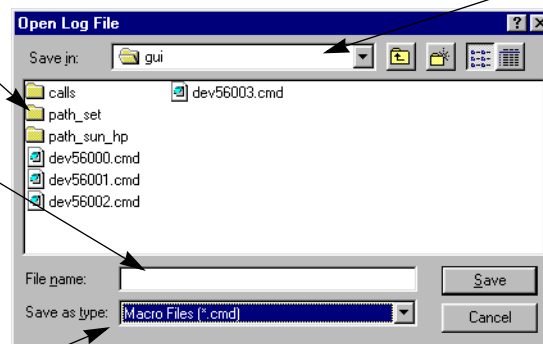 Open Log File
Save in: gui
calls
path_set
path_sun_hp
dev56000.cmd
dev56001.cmd
dev56002.cmd
dev56003.cmd
File name:
Save
Save as type: Macro Files (*.cmd)
Cancel